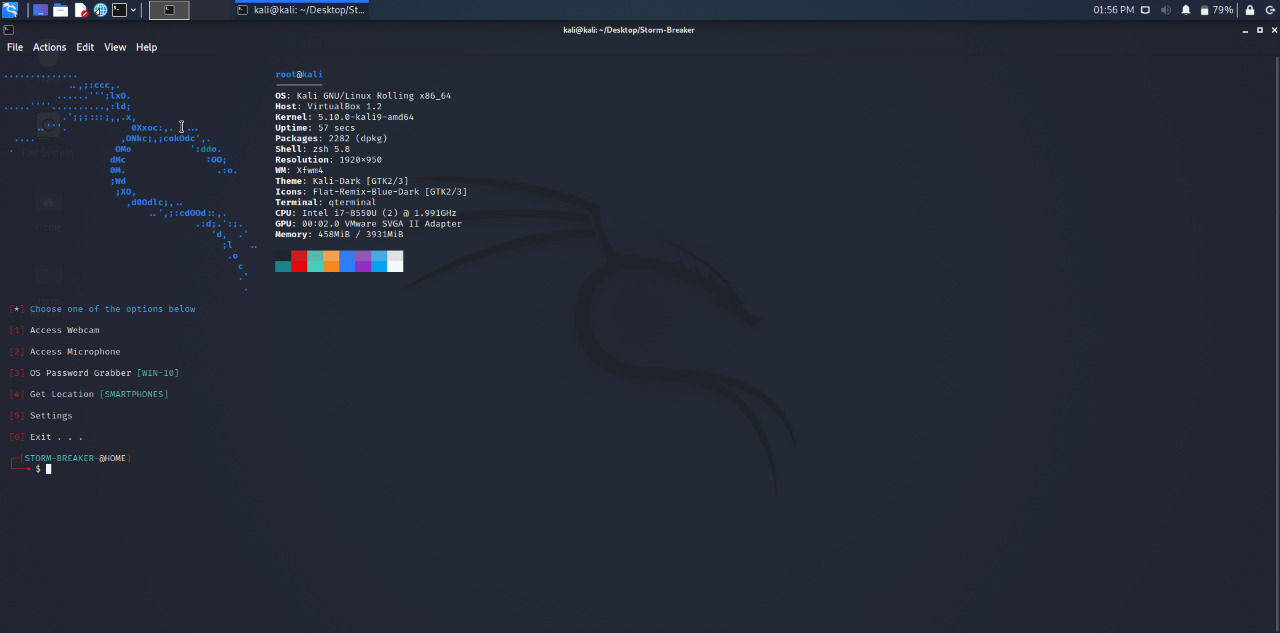 kali@kali: ~/Desktop/St...
01:56 PM
79%
kali@kali: ~/Desktop/Storm-Breaker
File Actions Edit View Help
root@kali
OS: Kali GNU/Linux Rolling x86_64
Host: VirtualBox 1.2
Kernel: 5.10.0-kali9-amd64
Uptime: 57 secs
Packages: 2282 (dpkg)
Shell: zsh 5.8
Resolution: 1920×950
WM: Xfwm4
Theme: Kali-Dark [GTK2/3]
Icons: Flat-Remix-Blue-Dark [GTK2/3]
Terminal: qterminal
CPU: Intel i7-8550U (2) @ 1.991GHz
GPU: 00:02.0 VMware SVGA II Adapter
Memory: 458MiB / 3931MiB
[*] Choose one of the options below
[1] Access Webcam
[2] Access Microphone
[3] OS Password Grabber [WIN-10]
[4] Get Location [SMARTPHONES]
[5] Settings
[6] Exit . . .
[STORM-BREAKER-@HOME]
$